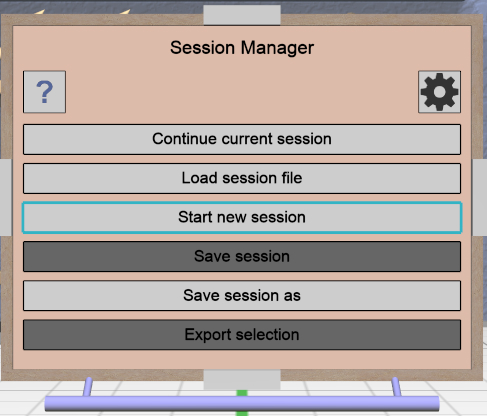 Session Manager
?
Continue current session
Load session file
Start new session
Save session
Save session as
Export selection